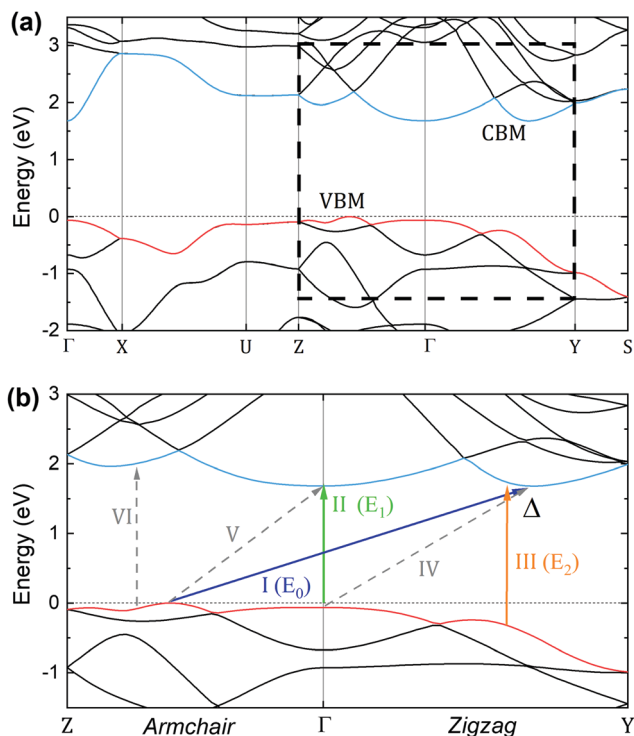 (a)
3
2
1
0
-1
-2
Energy (eV)
VBM
CBM
Γ X U Z Γ Y S
(b)
3
2
1
0
-1
Energy (eV)
VI
V
II (E₁)
I (E₀)
IV
Δ
III (E₂)
Z Armchair Γ Zigzag Y